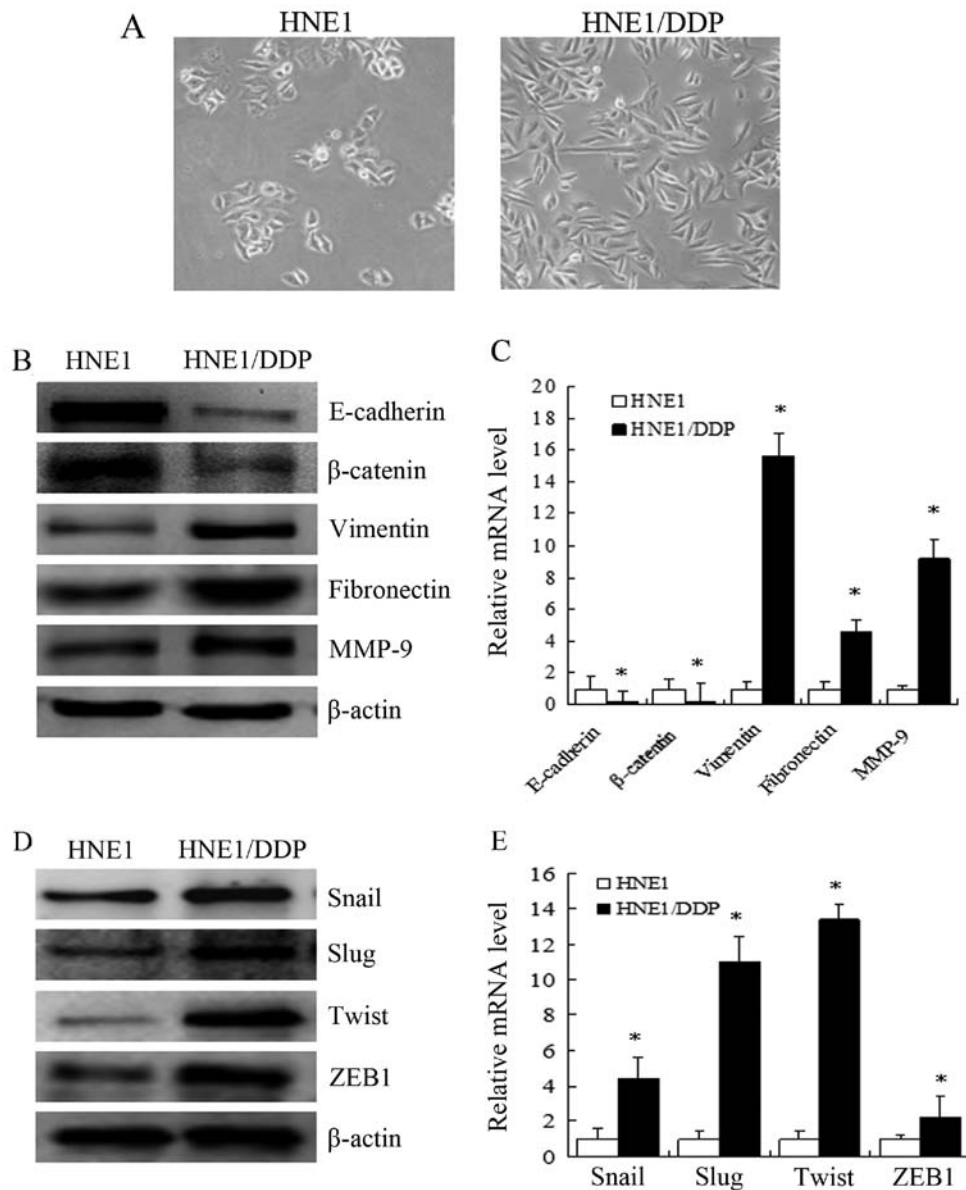 A
HNE1
HNE1/DDP
B
HNE1
HNE1/DDP
E-cadherin
β-catenin
Vimentin
Fibronectin
MMP-9
β-actin
C
Relative mRNA level
20
18
16
14
12
10
8
6
4
2
0
HNE1
HNE1/DDP
*
*
*
*
*
E-cadherin
β-catenin
Vimentin
Fibronectin
MMP-9
D
HNE1
HNE1/DDP
Snail
Slug
Twist
ZEB1
β-actin
E
Relative mRNA level
16
14
12
10
8
6
4
2
0
HNE1
HNE1/DDP
*
*
*
*
Snail
Slug
Twist
ZEB1